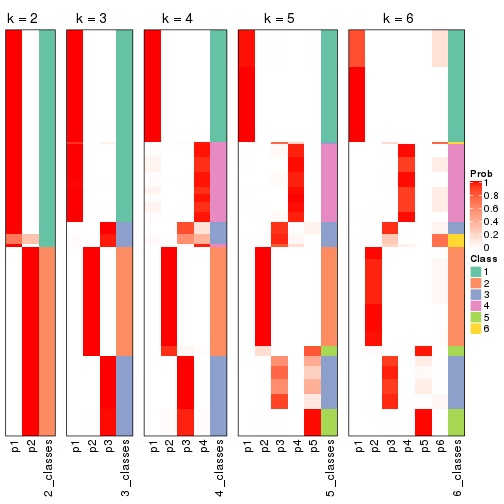 k = 2
k = 3
k = 4
k = 5
k = 6
Prob
1
0.8
0.6
0.4
0.2
0
Class
1
2
3
4
5
6
p1
p2
2_classes
p1
p2
p3
3_classes
p1
p2
p3
p4
4_classes
p1
p2
p3
p4
p5
5_classes
p1
p2
p3
p4
p5
p6
6_classes